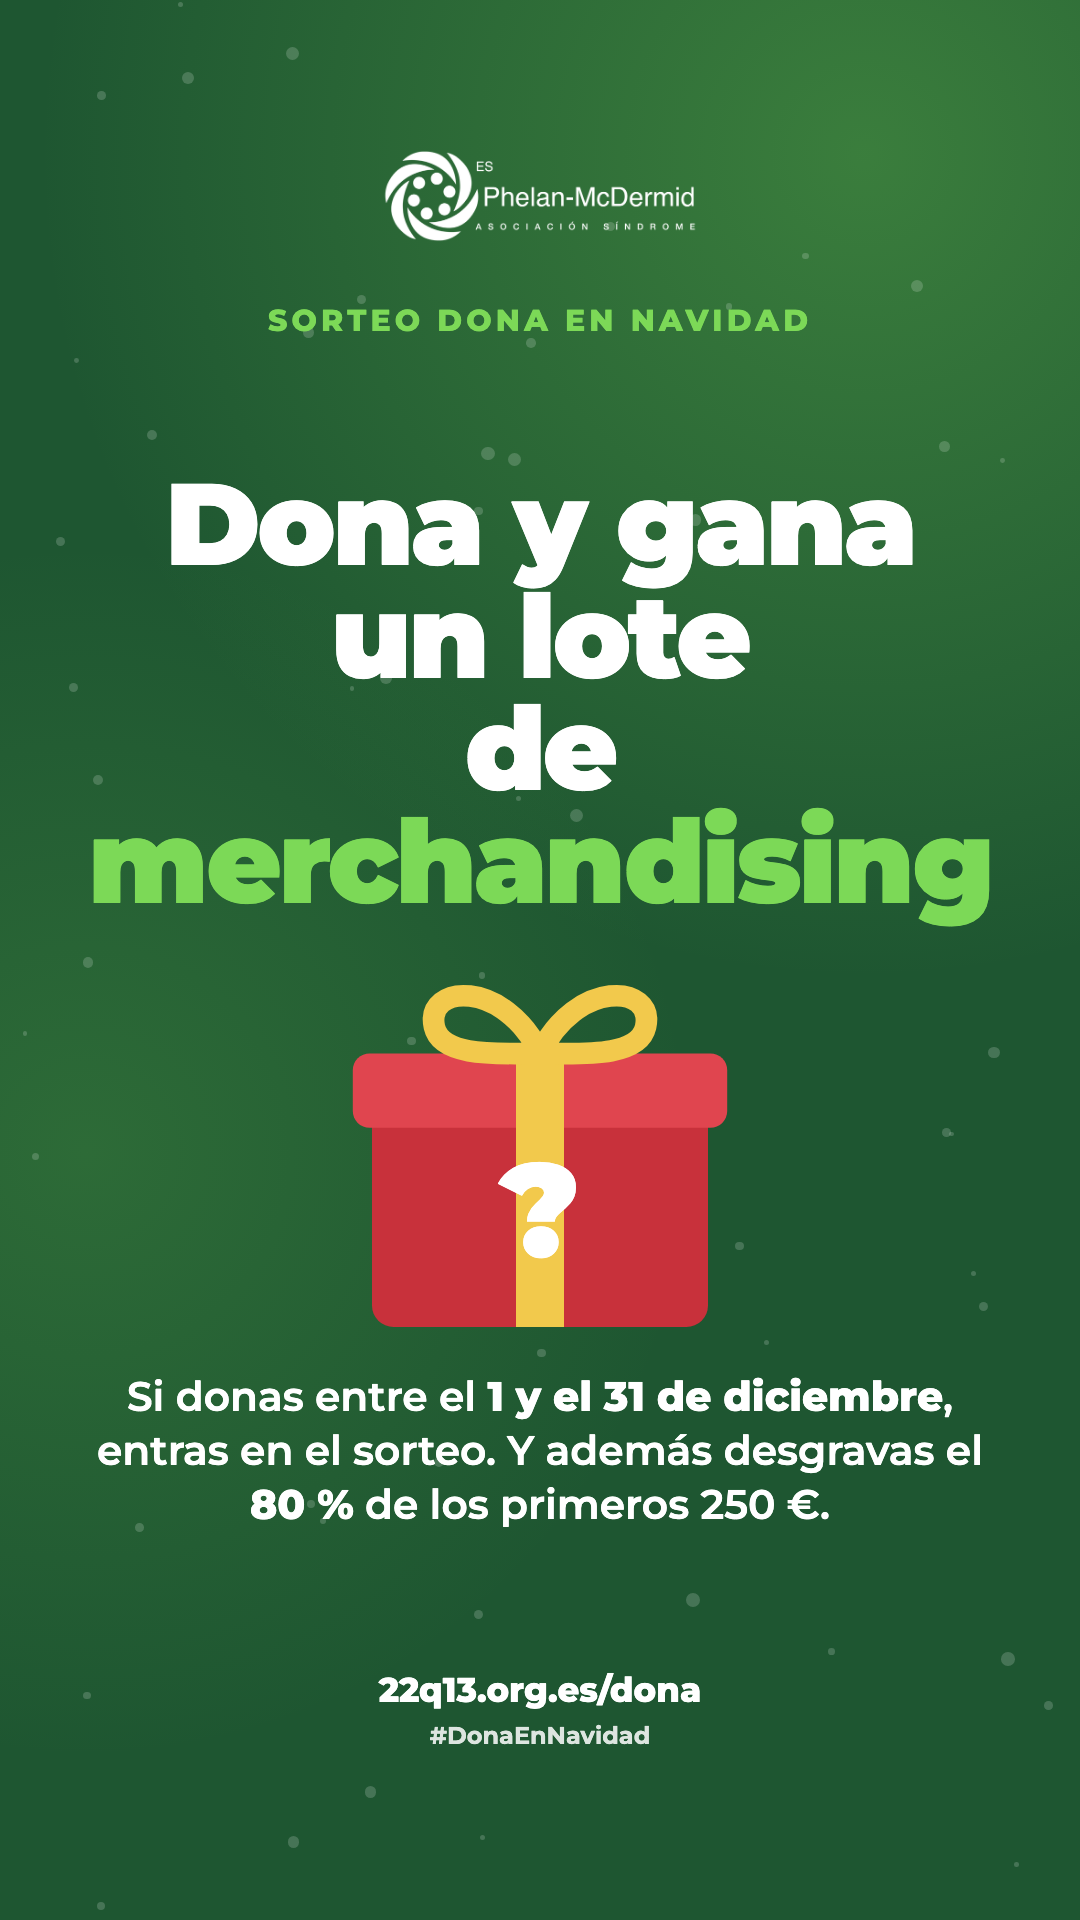 ES
Phelan-McDermid
ASOCIACIÓN SÍNDROME
SORTEO DONA EN NAVIDAD
Dona y gana
un lote
de
merchandising
?
Si donas entre el 1 y el 31 de diciembre,
entras en el sorteo. Y además desgravas el
80 % de los primeros 250 €.
22q13.org.es/dona
#DonaEnNavidad